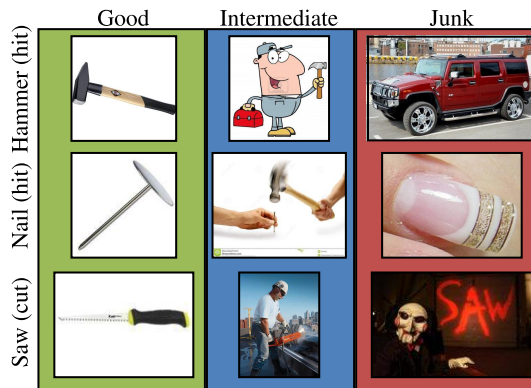 Good Intermediate Junk
Hammer (hit)
Nail (hit)
Saw (cut)
SAW